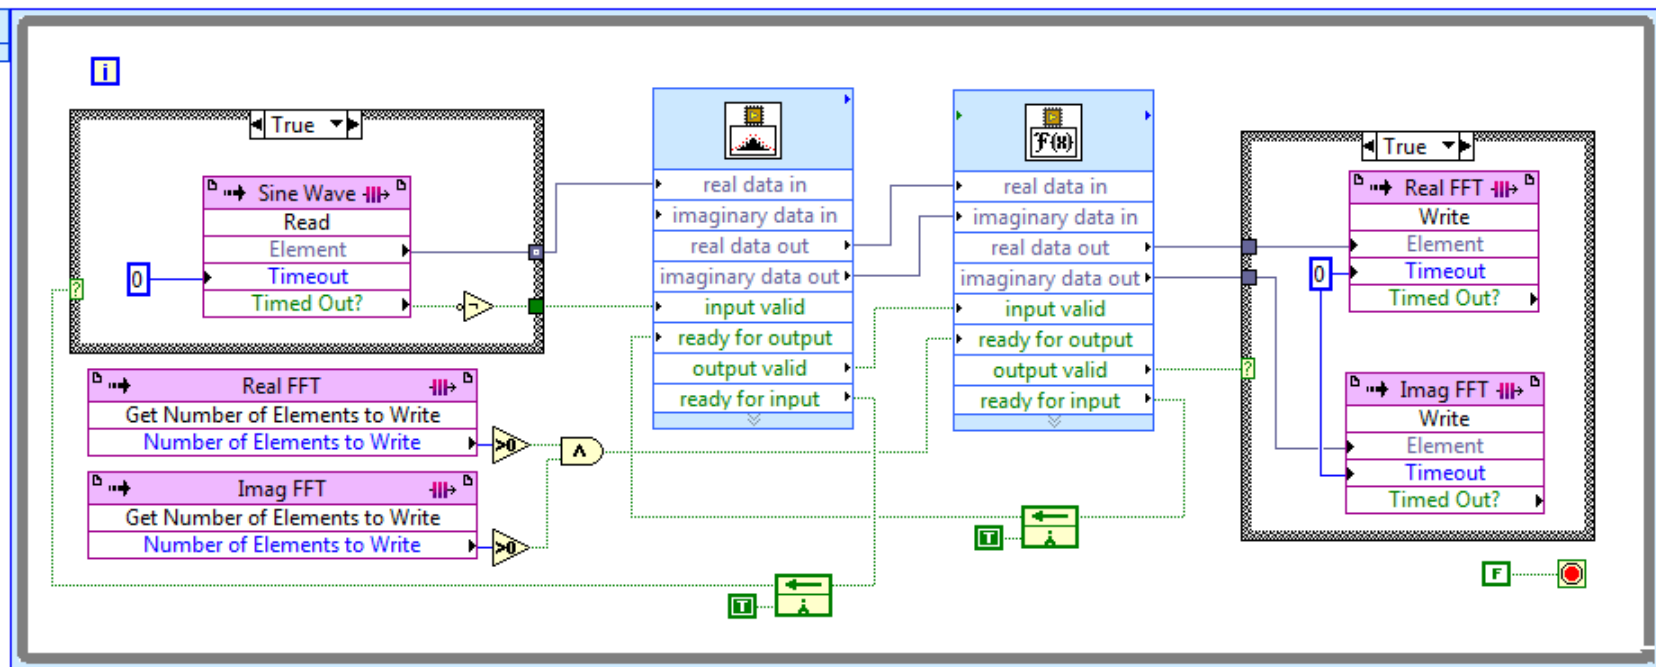 i
True
Sine Wave
Read
Element
0
Timeout
Timed Out?
?
Real FFT
Get Number of Elements to Write
Number of Elements to Write
>0
Imag FFT
Get Number of Elements to Write
Number of Elements to Write
>0
real data in
imaginary data in
real data out
imaginary data out
input valid
ready for output
output valid
ready for input
T
F(x)
real data in
imaginary data in
real data out
imaginary data out
input valid
ready for output
output valid
ready for input
T
True
Real FFT
Write
Element
0
Timeout
Timed Out?
?
Imag FFT
Write
Element
Timeout
Timed Out?
F